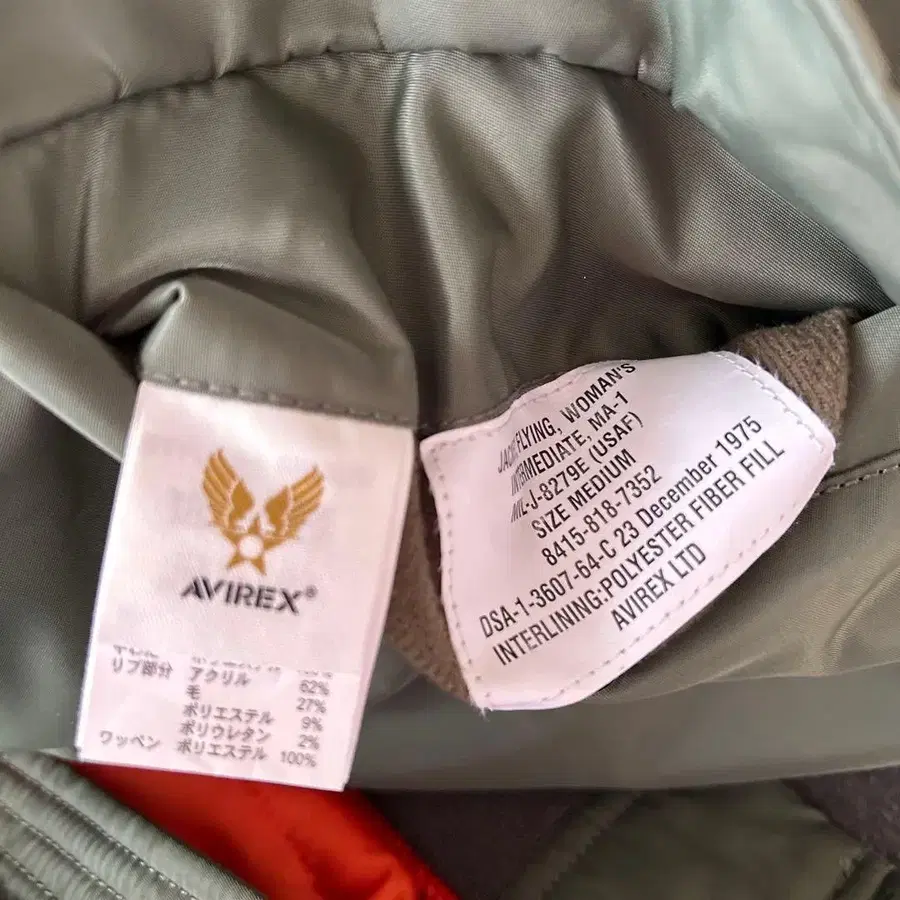 AVIREX®
リブ部分 アクリル 62%
毛 27%
ポリエステル 9%
ポリウレタン 2%
ワッペン ポリエステル 100%
JACKET, FLYING, WOMAN'S
INTERMEDIATE, MA-1
MIL-J-8279E (USAF)
SIZE MEDIUM
8415-818-7352
DSA-1-3607-64-C 23 December 1975
INTERLINING:POLYESTER FIBER FILL
AVIREX LTD